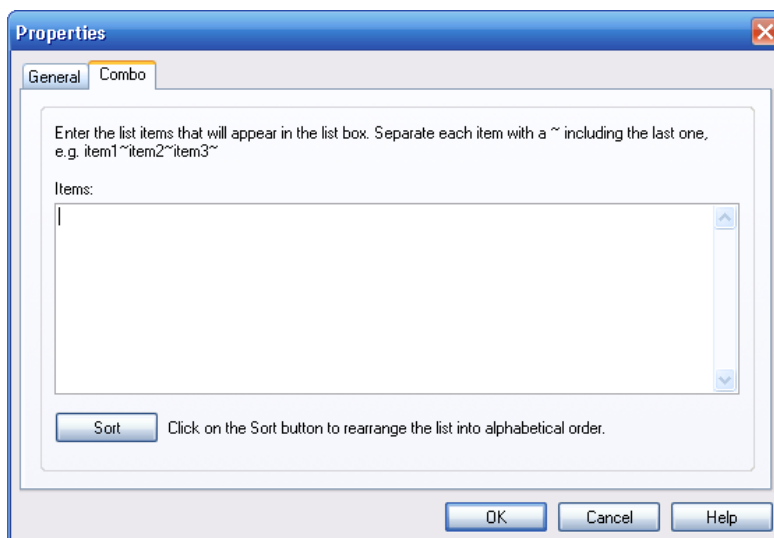 Properties
General Combo
Enter the list items that will appear in the list box. Separate each item with a ~ including the last one,
e.g. item1~item2~item3~
Items:
Sort Click on the Sort button to rearrange the list into alphabetical order.
OK Cancel Help